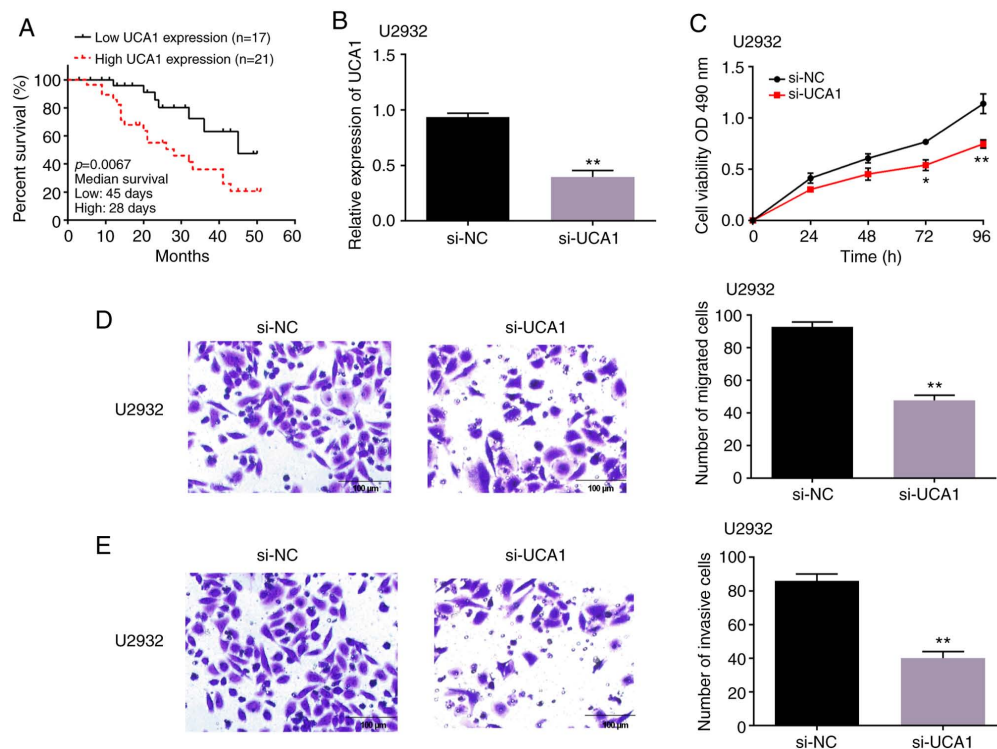 A
Low UCA1 expression (n=17)
High UCA1 expression (n=21)
Percent survival (%)
100
80
60
40
20
0
p=0.0067
Median survival
Low: 45 days
High: 28 days
0 10 20 30 40 50 60
Months
B
U2932
Relative expression of UCA1
1.5
1.0
0.5
0
**
si-NC si-UCA1
C
U2932
si-NC
si-UCA1
Cell viability OD 490 nm
1.5
1.0
0.5
0.0
* **
0 24 48 72 96
Time (h)
D
si-NC si-UCA1
U2932
100 µm 100 µm
U2932
Number of migrated cells
100
80
60
40
20
0
**
si-NC si-UCA1
E
si-NC si-UCA1
U2932
100 µm 100 µm
U2932
Number of invasive cells
100
80
60
40
20
0
**
si-NC si-UCA1